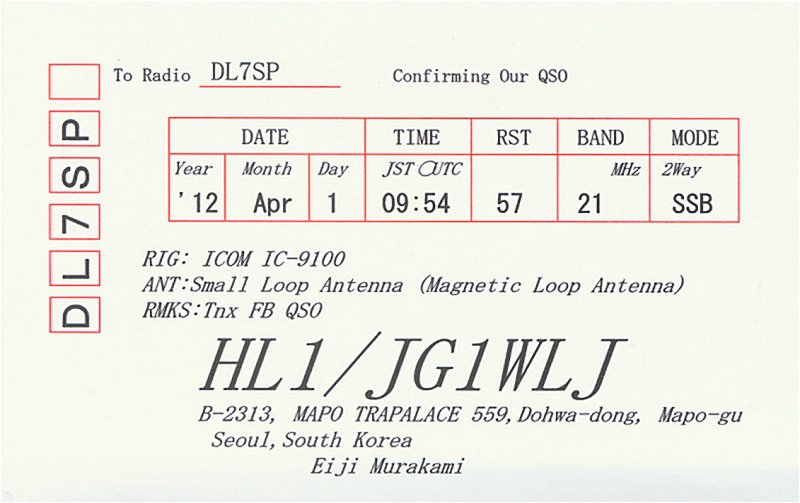 To Radio DL7SP Confirming Our QSO
DATE TIME RST BAND MODE
Year Month Day JST UTC MHz 2Way
'12 Apr 1 09:54 57 21 SSB
DL7SP
RIG: ICOM IC-9100
ANT:Small Loop Antenna (Magnetic Loop Antenna)
RMKS:Tnx FB QSO
HL1/JG1WLJ
B-2313, MAPO TRAPALACE 559,Dohwa-dong, Mapo-gu
Seoul,South Korea
Eiji Murakami